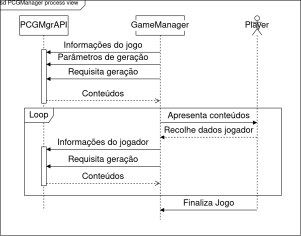 sd PCGManager process view
PCGMgrAPI GameManager Player
Informações do jogo
Parâmetros de geração
Requisita geração
Conteúdos
Loop
Apresenta conteúdos
Recolhe dados jogador
Informações do jogador
Requisita geração
Conteúdos
Finaliza Jogo